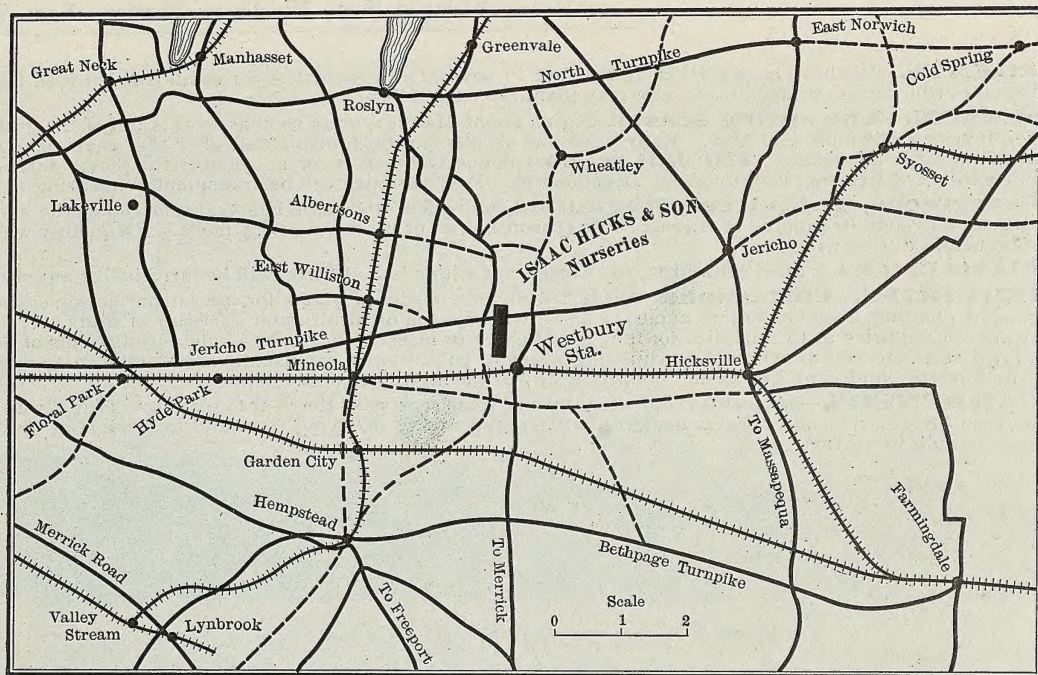 Great Neck
Manhasset
Greenvale
East Norwich
Cold Spring
North Turnpike
Roslyn
Wheatley
Syosset
Lakeville
Albertsons
ISAAC HICKS & SON
Nurseries
Jericho
East Williston
Jericho Turnpike
Westbury
Sta.
Mineola
Hicksville
Floral Park
Hyde Park
Garden City
To Massapequa
Farmingdale
Hempstead
Merrick Road
To Merrick
Bethpage Turnpike
To Freeport
Valley
Stream
Lynbrook
Scale
0 1 2